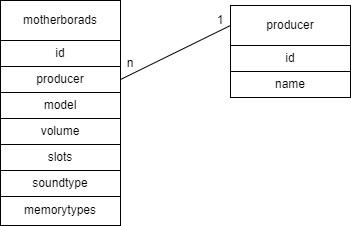 motherborads
id
producer
model
volume
slots
soundtype
memorytypes
n
1
producer
id
name